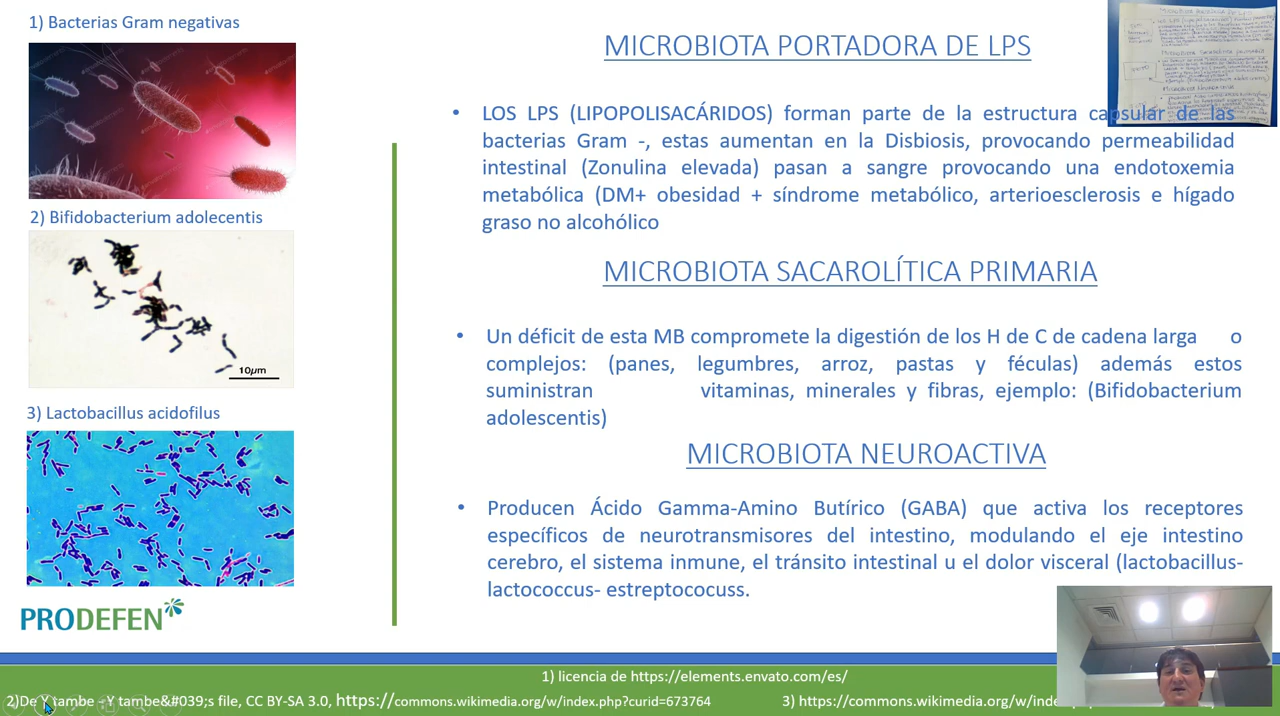 1) Bacterias Gram negativas
2) Bifidobacterium adolecentis
10µm
3) Lactobacillus acidofilus
PRODEFEN
MICROBIOTA PORTADORA DE LPS
• LOS LPS (LIPOPOLISACÁRIDOS) forman parte de la estructura capsular de las
bacterias Gram -, estas aumentan en la Disbiosis, provocando permeabilidad
intestinal (Zonulina elevada) pasan a sangre provocando una endotoxemia
metabólica (DM+ obesidad + síndrome metabólico, arterioesclerosis e hígado
graso no alcohólico
MICROBIOTA SACAROLÍTICA PRIMARIA
• Un déficit de esta MB compromete la digestión de los H de C de cadena larga o
complejos: (panes, legumbres, arroz, pastas y féculas) además estos
suministran vitaminas, minerales y fibras, ejemplo: (Bifidobacterium
adolescentis)
MICROBIOTA NEUROACTIVA
• Producen Ácido Gamma-Amino Butírico (GABA) que activa los receptores
específicos de neurotransmisores del intestino, modulando el eje intestino
cerebro, el sistema inmune, el tránsito intestinal u el dolor visceral (lactobacillus-
lactococcus- estreptococuss.
1) licencia de https://elements.envato.com/es/
2)De Y tambe - Y tambe&#039;s file, CC BY-SA 3.0, https://commons.wikimedia.org/w/index.php?curid=673764
3) https://commons.wikimedia.org/w/inde